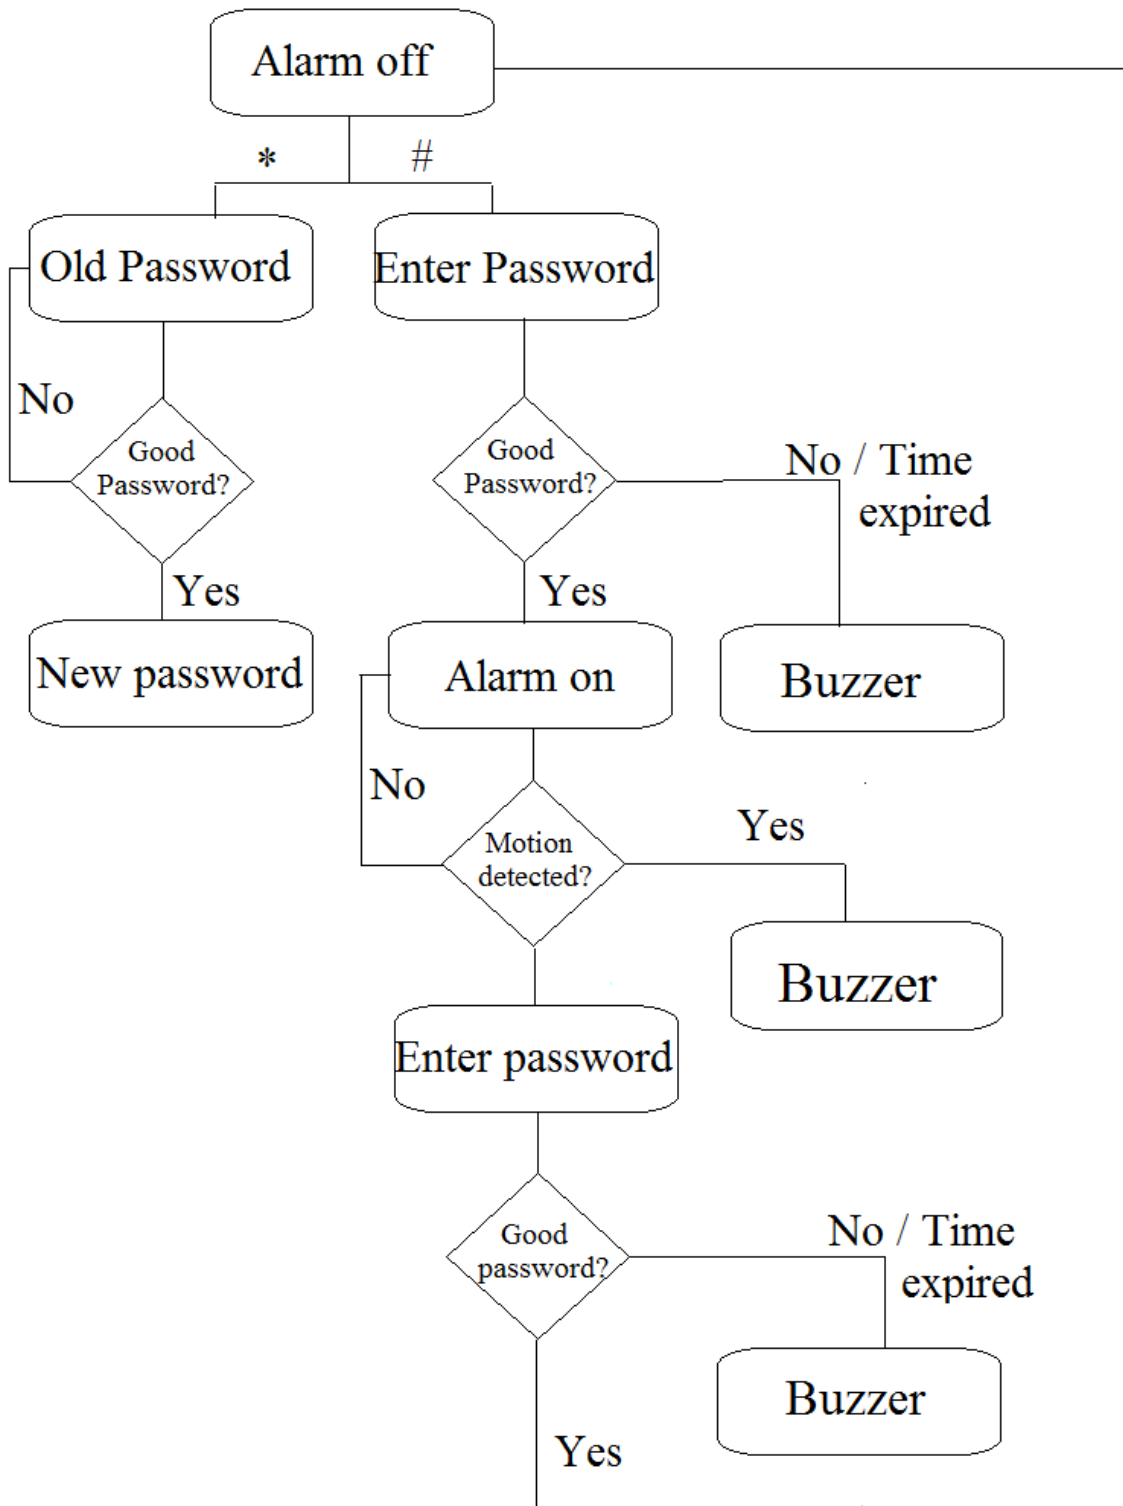 Alarm off
*
#
Old Password
Enter Password
No
Good
Password?
Good
Password?
No / Time
expired
Yes
Yes
New password
Alarm on
Buzzer
No
Motion
detected?
Yes
Buzzer
Enter password
Good
password?
No / Time
expired
Buzzer
Yes